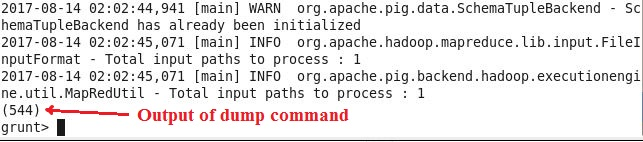 2017-08-14 02:02:44,941 [main] WARN  org.apache.pig.data.SchemaTupleBackend - Sc
hemaTupleBackend has already been initialized
2017-08-14 02:02:45,071 [main] INFO  org.apache.hadoop.mapreduce.lib.input.FileI
nputFormat - Total input paths to process : 1
2017-08-14 02:02:45,071 [main] INFO  org.apache.pig.backend.hadoop.executionengi
ne.util.MapRedUtil - Total input paths to process : 1
(544) Output of dump command
grunt>